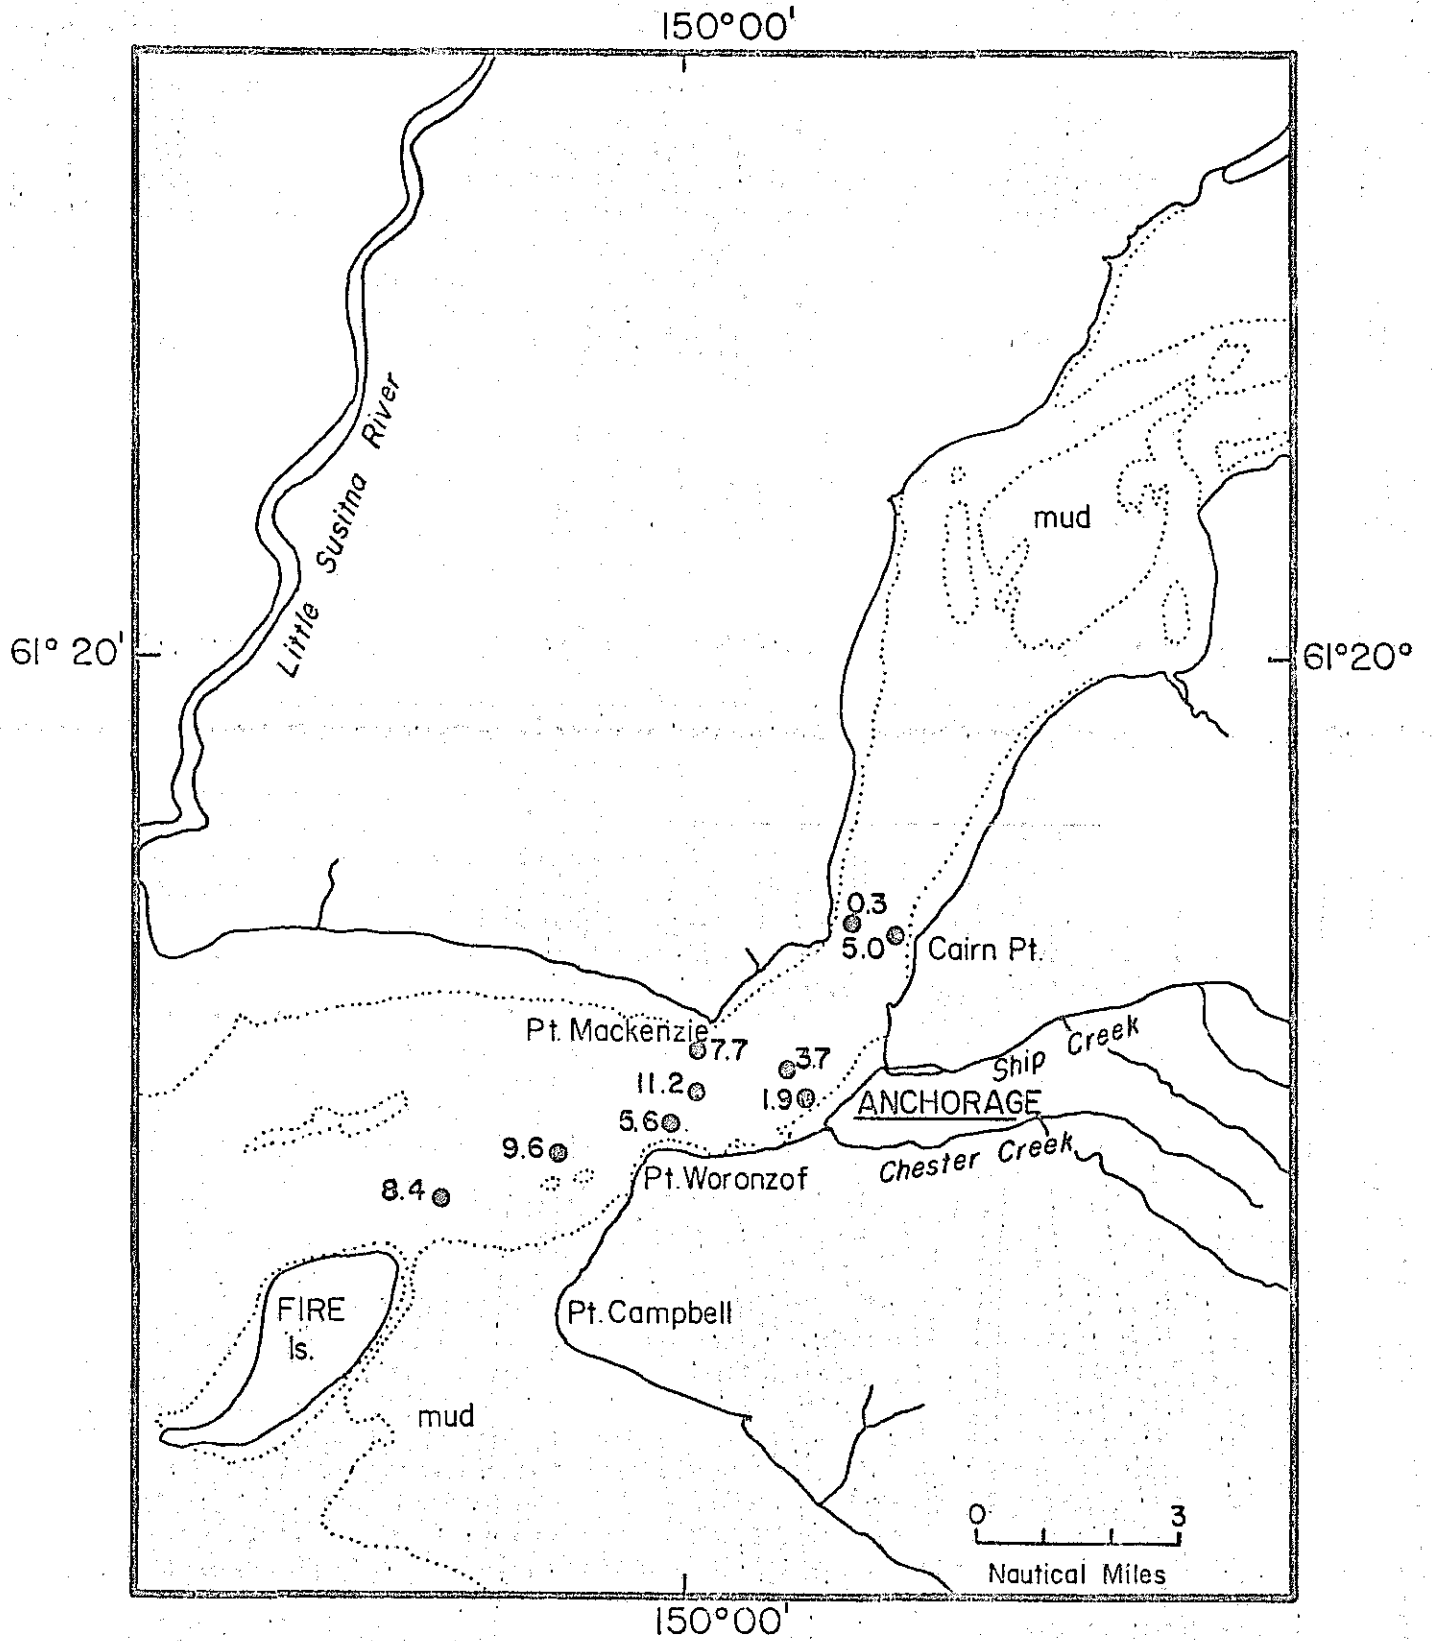 150°00'
Little Susitna River
mud
61° 20'
61°20°
0.3
5.0
Cairn Pt.
Pt. Mackenzie
7.7
3.7
Ship Creek
11.2
1.9
ANCHORAGE
5.6
9.6
Chester Creek
Pt. Woronzof
8.4
FIRE
Is.
Pt. Campbell
mud
0 3
Nautical Miles
150°00'